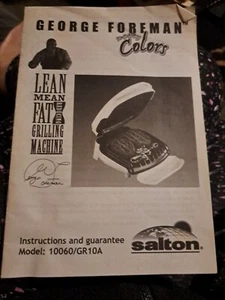 GEORGE FOREMAN
Colors
LEAN
MEAN
FAT
GRILLING
MACHINE
Instructions and guarantee
Model: 10060/GR10A
salton